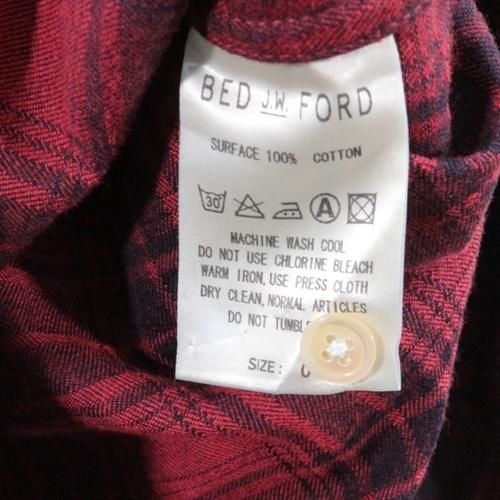 BED J.W. FORD
SURFACE 100% COTTON
30 A
MACHINE WASH COOL
DO NOT USE CHLORINE BLEACH
WARM IRON, USE PRESS CLOTH
DRY CLEAN, NORMAL ARTICLES
DO NOT
SIZE: